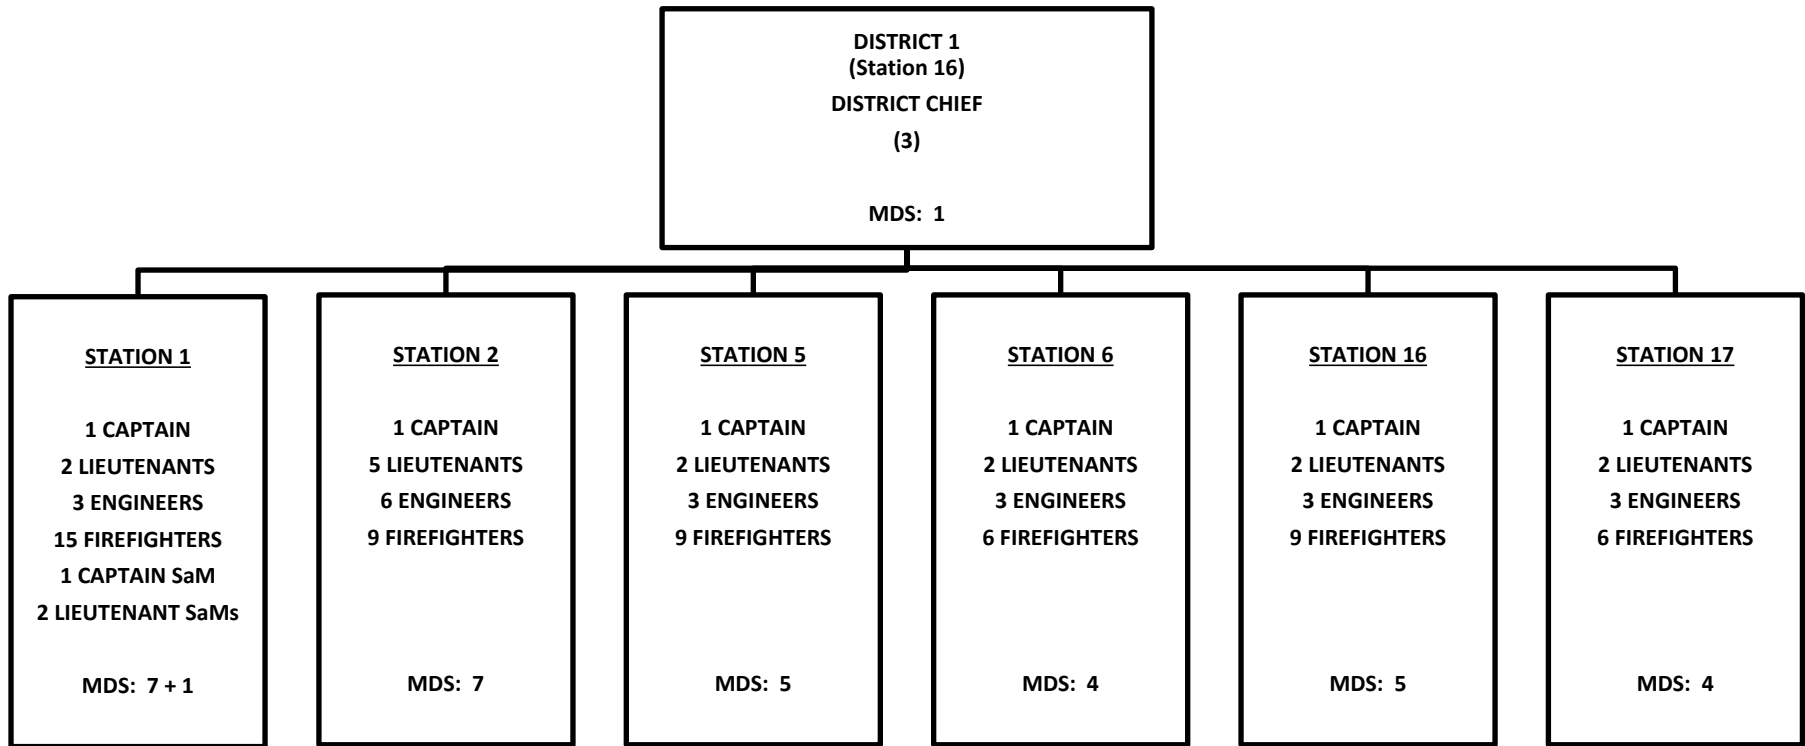 DISTRICT 1
(Station 16)
DISTRICT CHIEF
(3)
MDS: 1
STATION 1
1 CAPTAIN
2 LIEUTENANTS
3 ENGINEERS
15 FIREFIGHTERS
1 CAPTAIN SaM
2 LIEUTENANT SaMs
MDS: 7 + 1
STATION 2
1 CAPTAIN
5 LIEUTENANTS
6 ENGINEERS
9 FIREFIGHTERS
MDS: 7
STATION 5
1 CAPTAIN
2 LIEUTENANTS
3 ENGINEERS
9 FIREFIGHTERS
MDS: 5
STATION 6
1 CAPTAIN
2 LIEUTENANTS
3 ENGINEERS
6 FIREFIGHTERS
MDS: 4
STATION 16
1 CAPTAIN
2 LIEUTENANTS
3 ENGINEERS
9 FIREFIGHTERS
MDS: 5
STATION 17
1 CAPTAIN
2 LIEUTENANTS
3 ENGINEERS
6 FIREFIGHTERS
MDS: 4